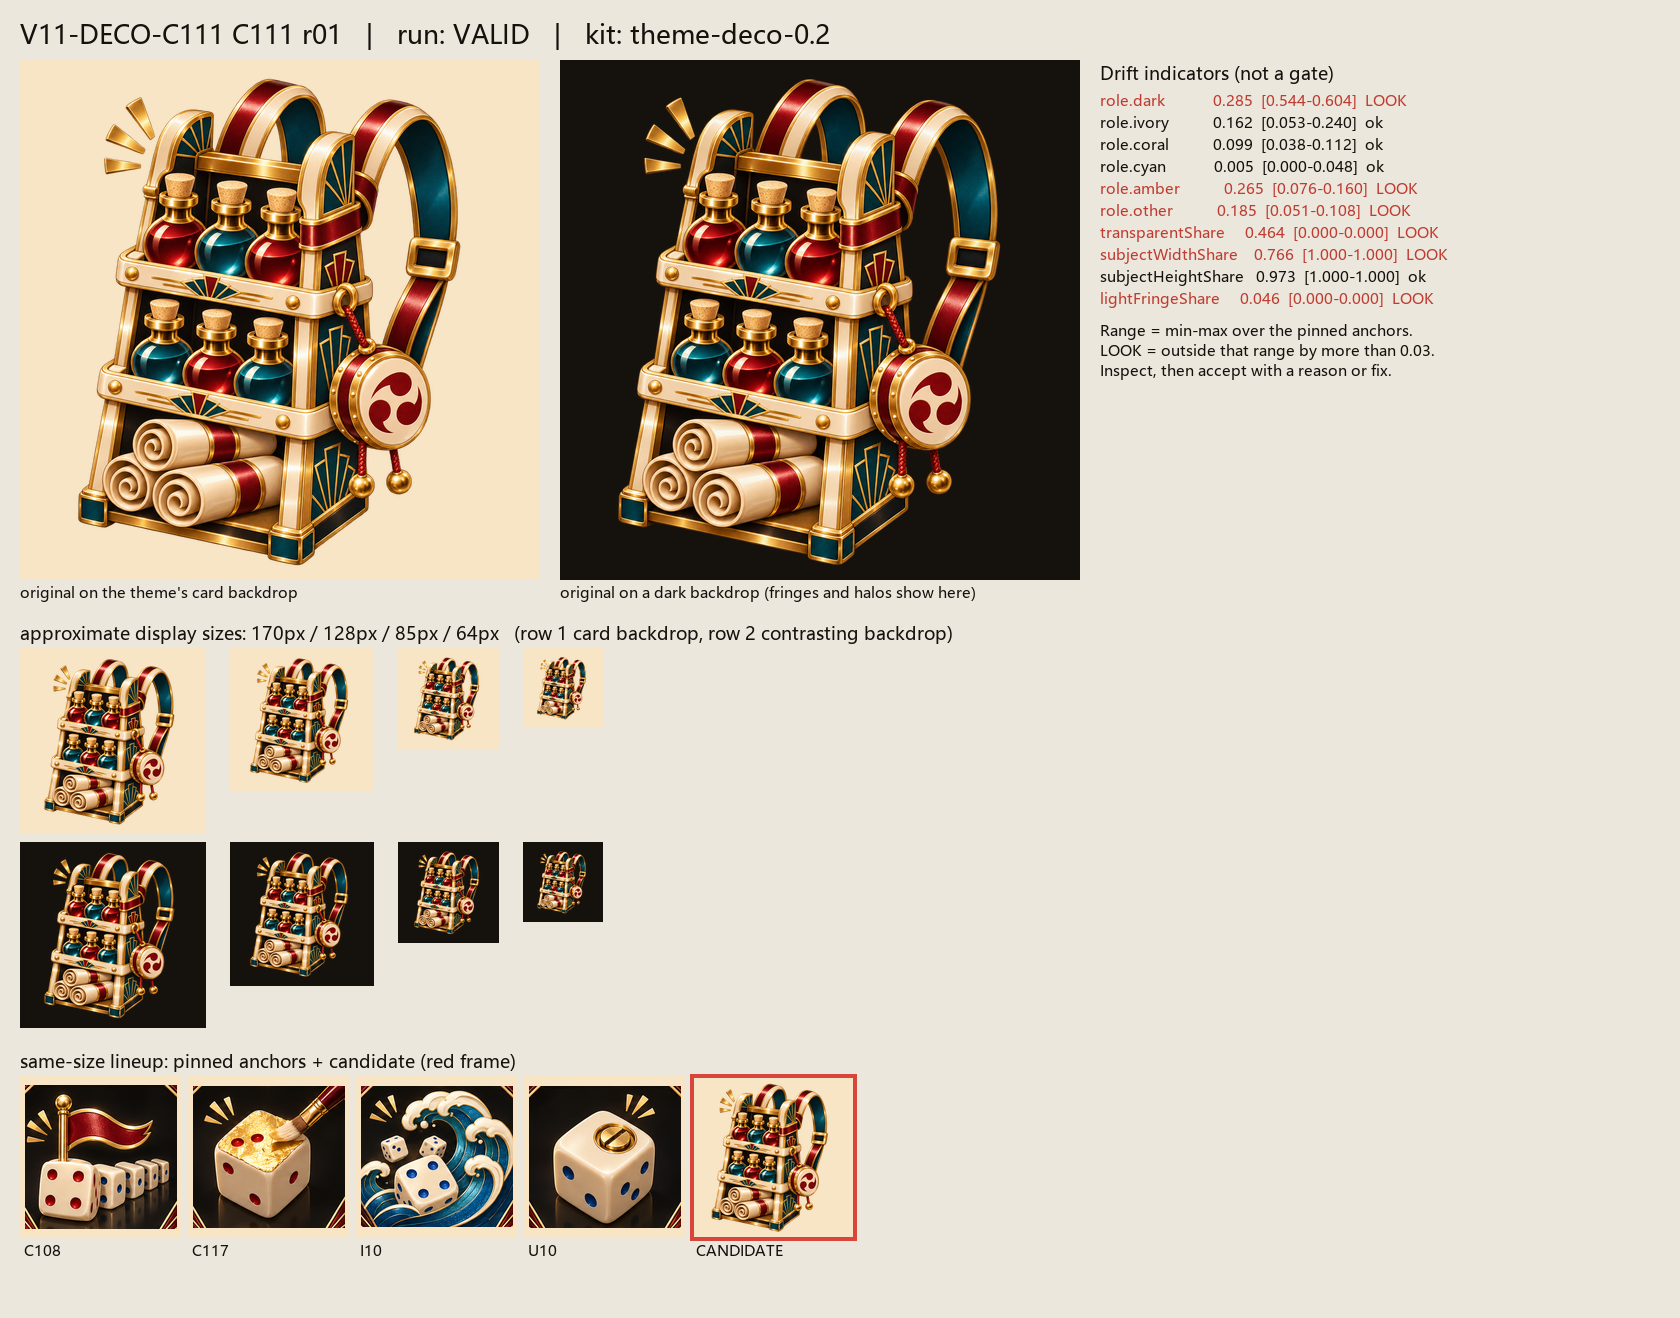 V11-DECO-C111 C111 r01 | run: VALID | kit: theme-deco-0.2
Drift indicators (not a gate)
role.dark 0.285 [0.544-0.604] LOOK
role.ivory 0.162 [0.053-0.240] ok
role.coral 0.099 [0.038-0.112] ok
role.cyan 0.005 [0.000-0.048] ok
role.amber 0.265 [0.076-0.160] LOOK
role.other 0.185 [0.051-0.108] LOOK
transparentShare 0.464 [0.000-0.000] LOOK
subjectWidthShare 0.766 [1.000-1.000] LOOK
subjectHeightShare 0.973 [1.000-1.000] ok
lightFringeShare 0.046 [0.000-0.000] LOOK
Range = min-max over the pinned anchors.
LOOK = outside that range by more than 0.03.
Inspect, then accept with a reason or fix.
original on the theme's card backdrop
original on a dark backdrop (fringes and halos show here)
approximate display sizes: 170px / 128px / 85px / 64px (row 1 card backdrop, row 2 contrasting backdrop)
same-size lineup: pinned anchors + candidate (red frame)
C108
C117
I10
U10
CANDIDATE